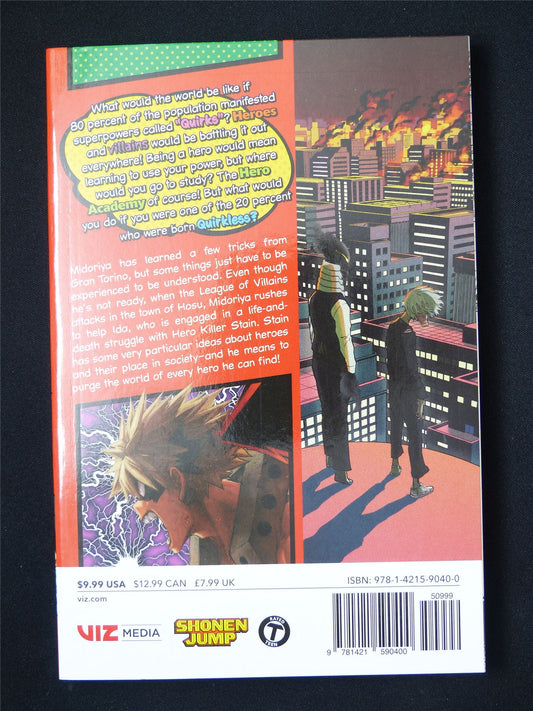 What would the world be like if
80 percent of the population manifested
superpowers called "Quirks"? Heroes
and villains would be battling it out
everywhere! Being a hero would mean
learning to use your power, but where
would you go to study? The Hero
Academy of course! But what would
you do if you were one of the 20 percent
who were born Quirkless?
Midoriya has learned a few tricks from
Gran Torino, but some things just have to be
experienced to be understood. Even though
he's not ready, when the League of Villains
attacks in the town of Hosu, Midoriya rushes
to help Ida, who is engaged in a life-and-
death struggle with Hero Killer Stain. Stain
has some very particular ideas about heroes
and their place in society—and he means to
purge the world of every hero he can find!
$9.99 USA $12.99 CAN £7.99 UK
viz.com
ISBN: 978-1-4215-9040-0
50999
VIZ MEDIA
SHONEN
JUMP
RATED
T
TEEN
9 781421 590400